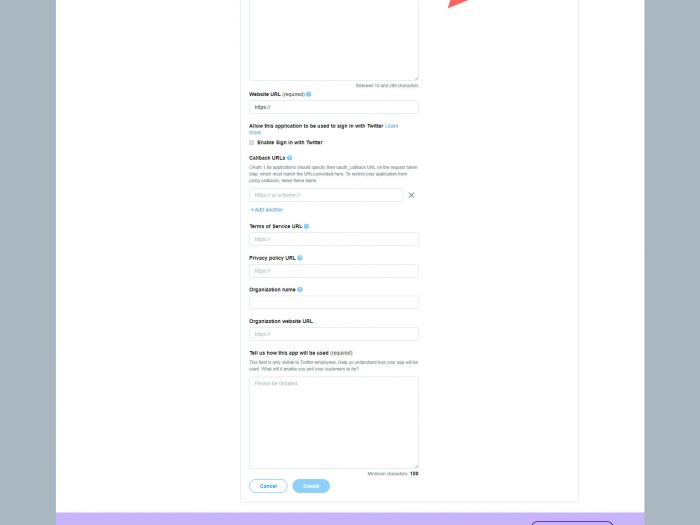 Between 10 and 200 characters
Website URL (required)
https://
Allow this application to be used to sign in with Twitter Learn
more
Enable Sign in with Twitter
Callback URLs
OAuth 1.0a applications should specify their oauth_callback URL on the request token
step, which must match the URLs provided here. To restrict your application from
using callbacks, leave these blank.
https:// or scheme://
+ Add another
Terms of Service URL
https://
Privacy policy URL
https://
Organization name
Organization website URL
https://
Tell us how this app will be used (required)
This field is only visible to Twitter employees. Help us understand how your app will be
used. What will it enable you and your customers to do?
Please be detailed.
Minimum characters: 100
Cancel
Create